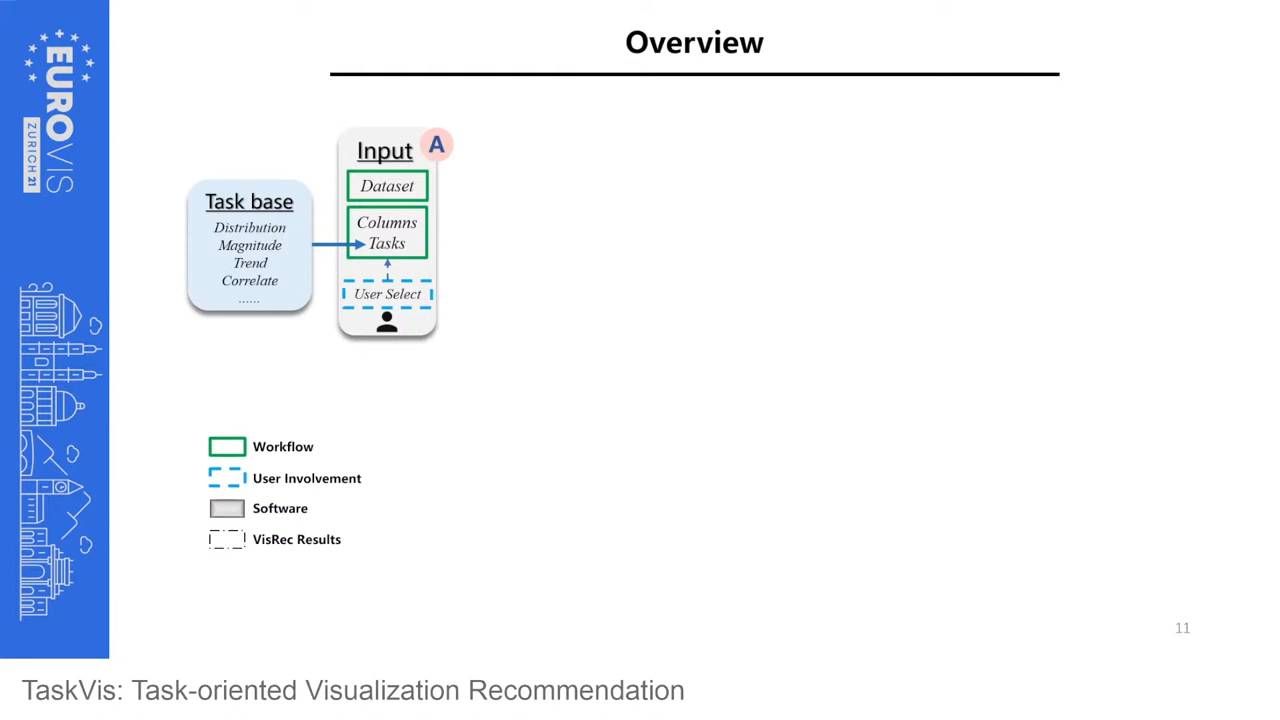 EUROVIS
ZURICH 21
Overview
Task base
Distribution
Magnitude
Trend
Correlate
......
Input
A
Dataset
Columns
Tasks
User Select
Workflow
User Involvement
Software
VisRec Results
11
TaskVis: Task-oriented Visualization Recommendation